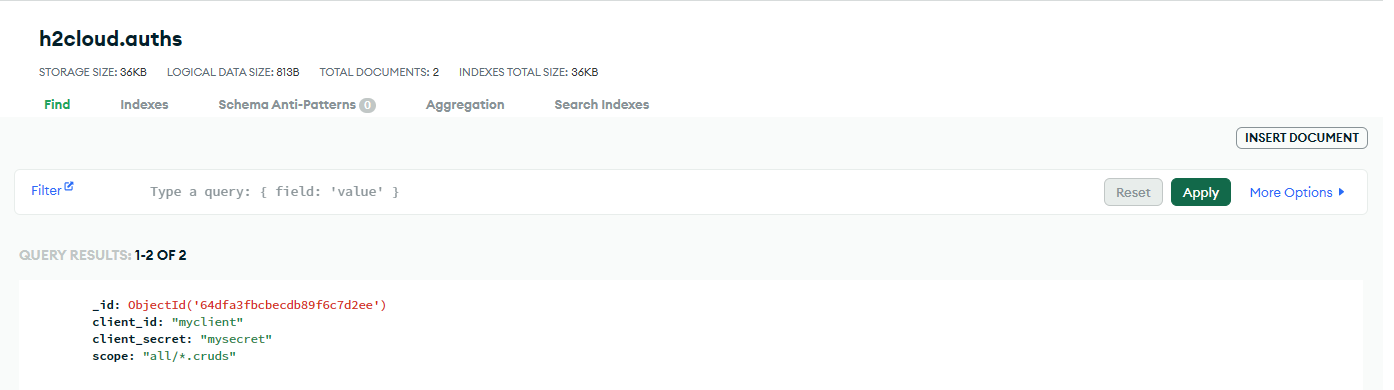 h2cloud.auths
STORAGE SIZE: 36KB LOGICAL DATA SIZE: 813B TOTAL DOCUMENTS: 2 INDEXES TOTAL SIZE: 36KB
Find Indexes Schema Anti-Patterns 0 Aggregation Search Indexes
INSERT DOCUMENT
Filter Type a query: { field: 'value' } Reset Apply More Options
QUERY RESULTS: 1-2 OF 2
_id: ObjectId('64dfa3fbcbecdb89f6c7d2ee')
client_id: "myclient"
client_secret: "mysecret"
scope: "all/*.cruds"